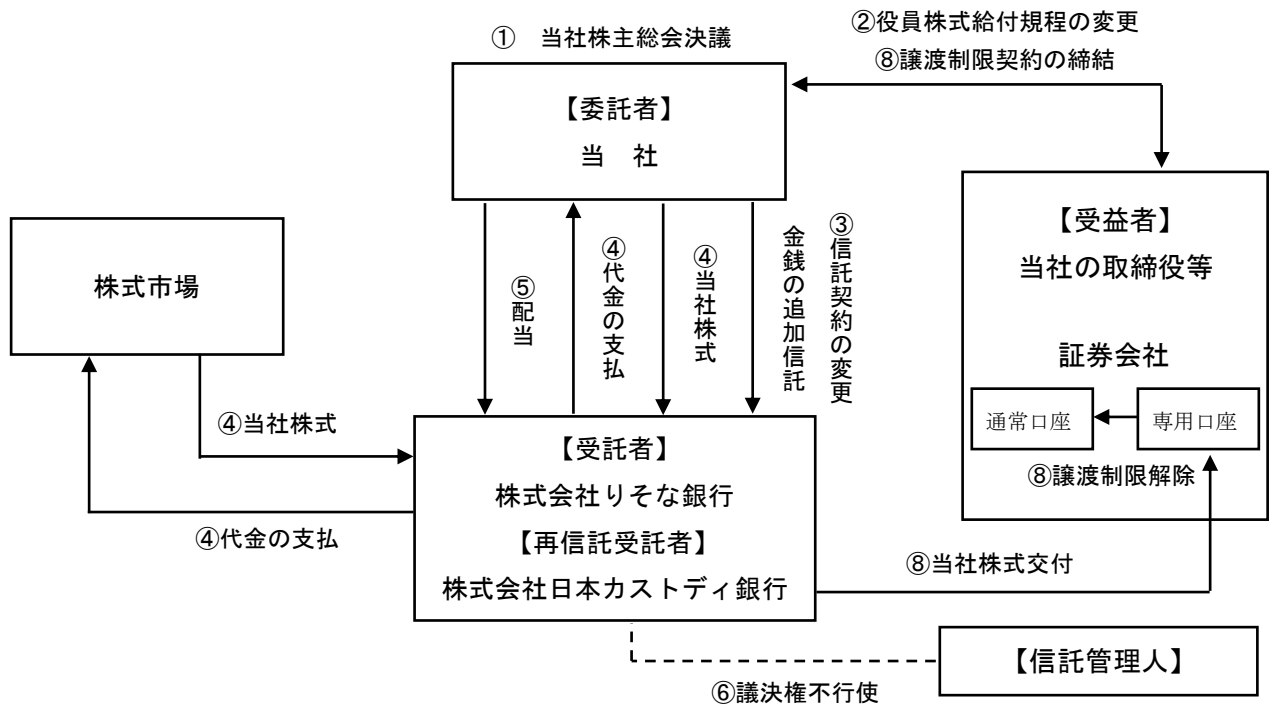 ①　当社株主総会決議
②役員株式給付規程の変更
⑧譲渡制限契約の締結
【委託者】
当　社
株式市場
⑤配当
④代金の支払
④当社株式
金銭の追加信託
③信託契約の変更
【受益者】
当社の取締役等
証券会社
通常口座
専用口座
⑧譲渡制限解除
④当社株式
④代金の支払
【受託者】
株式会社りそな銀行
【再信託受託者】
株式会社日本カストディ銀行
⑧当社株式交付
【信託管理人】
⑥議決権不行使